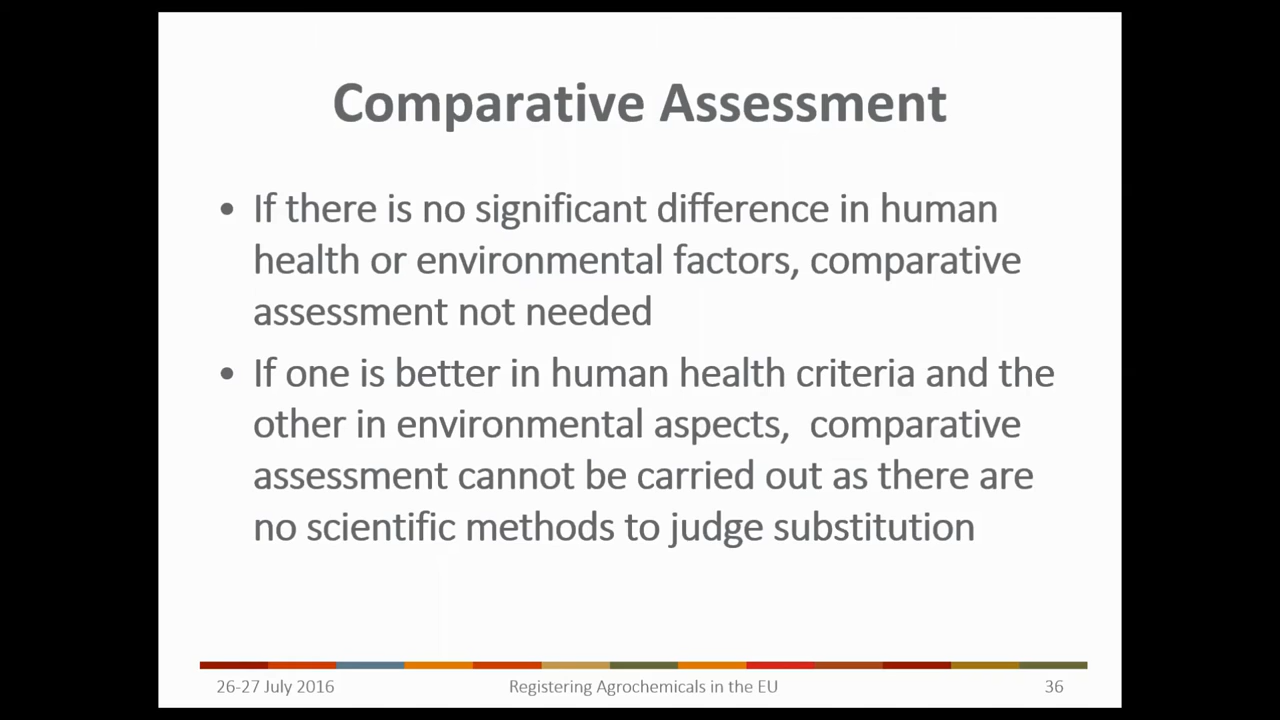 Comparative Assessment
• If there is no significant difference in human
health or environmental factors, comparative
assessment not needed
• If one is better in human health criteria and the
other in environmental aspects,  comparative
assessment cannot be carried out as there are
no scientific methods to judge substitution
26-27 July 2016
Registering Agrochemicals in the EU
36